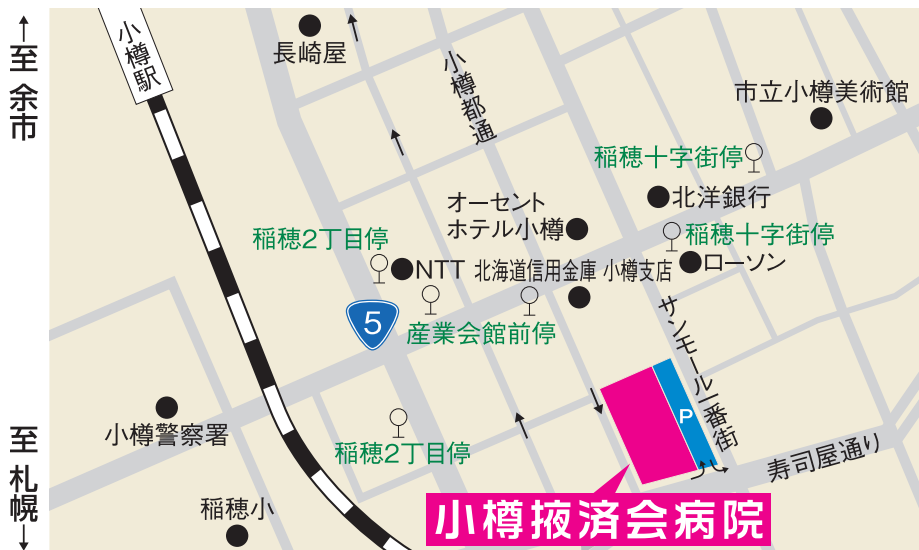 ↑至 余市
小樽駅
長崎屋
小樽都通
市立小樽美術館
稲穂十字街停
北洋銀行
オーセント
ホテル小樽
稲穂十字街停
稲穂2丁目停
NTT
北海道信用金庫 小樽支店
ローソン
産業会館前停
5
サンモール一番街
P
小樽警察署
稲穂2丁目停
寿司屋通り
至 札幌↓
稲穂小
小樽掖済会病院